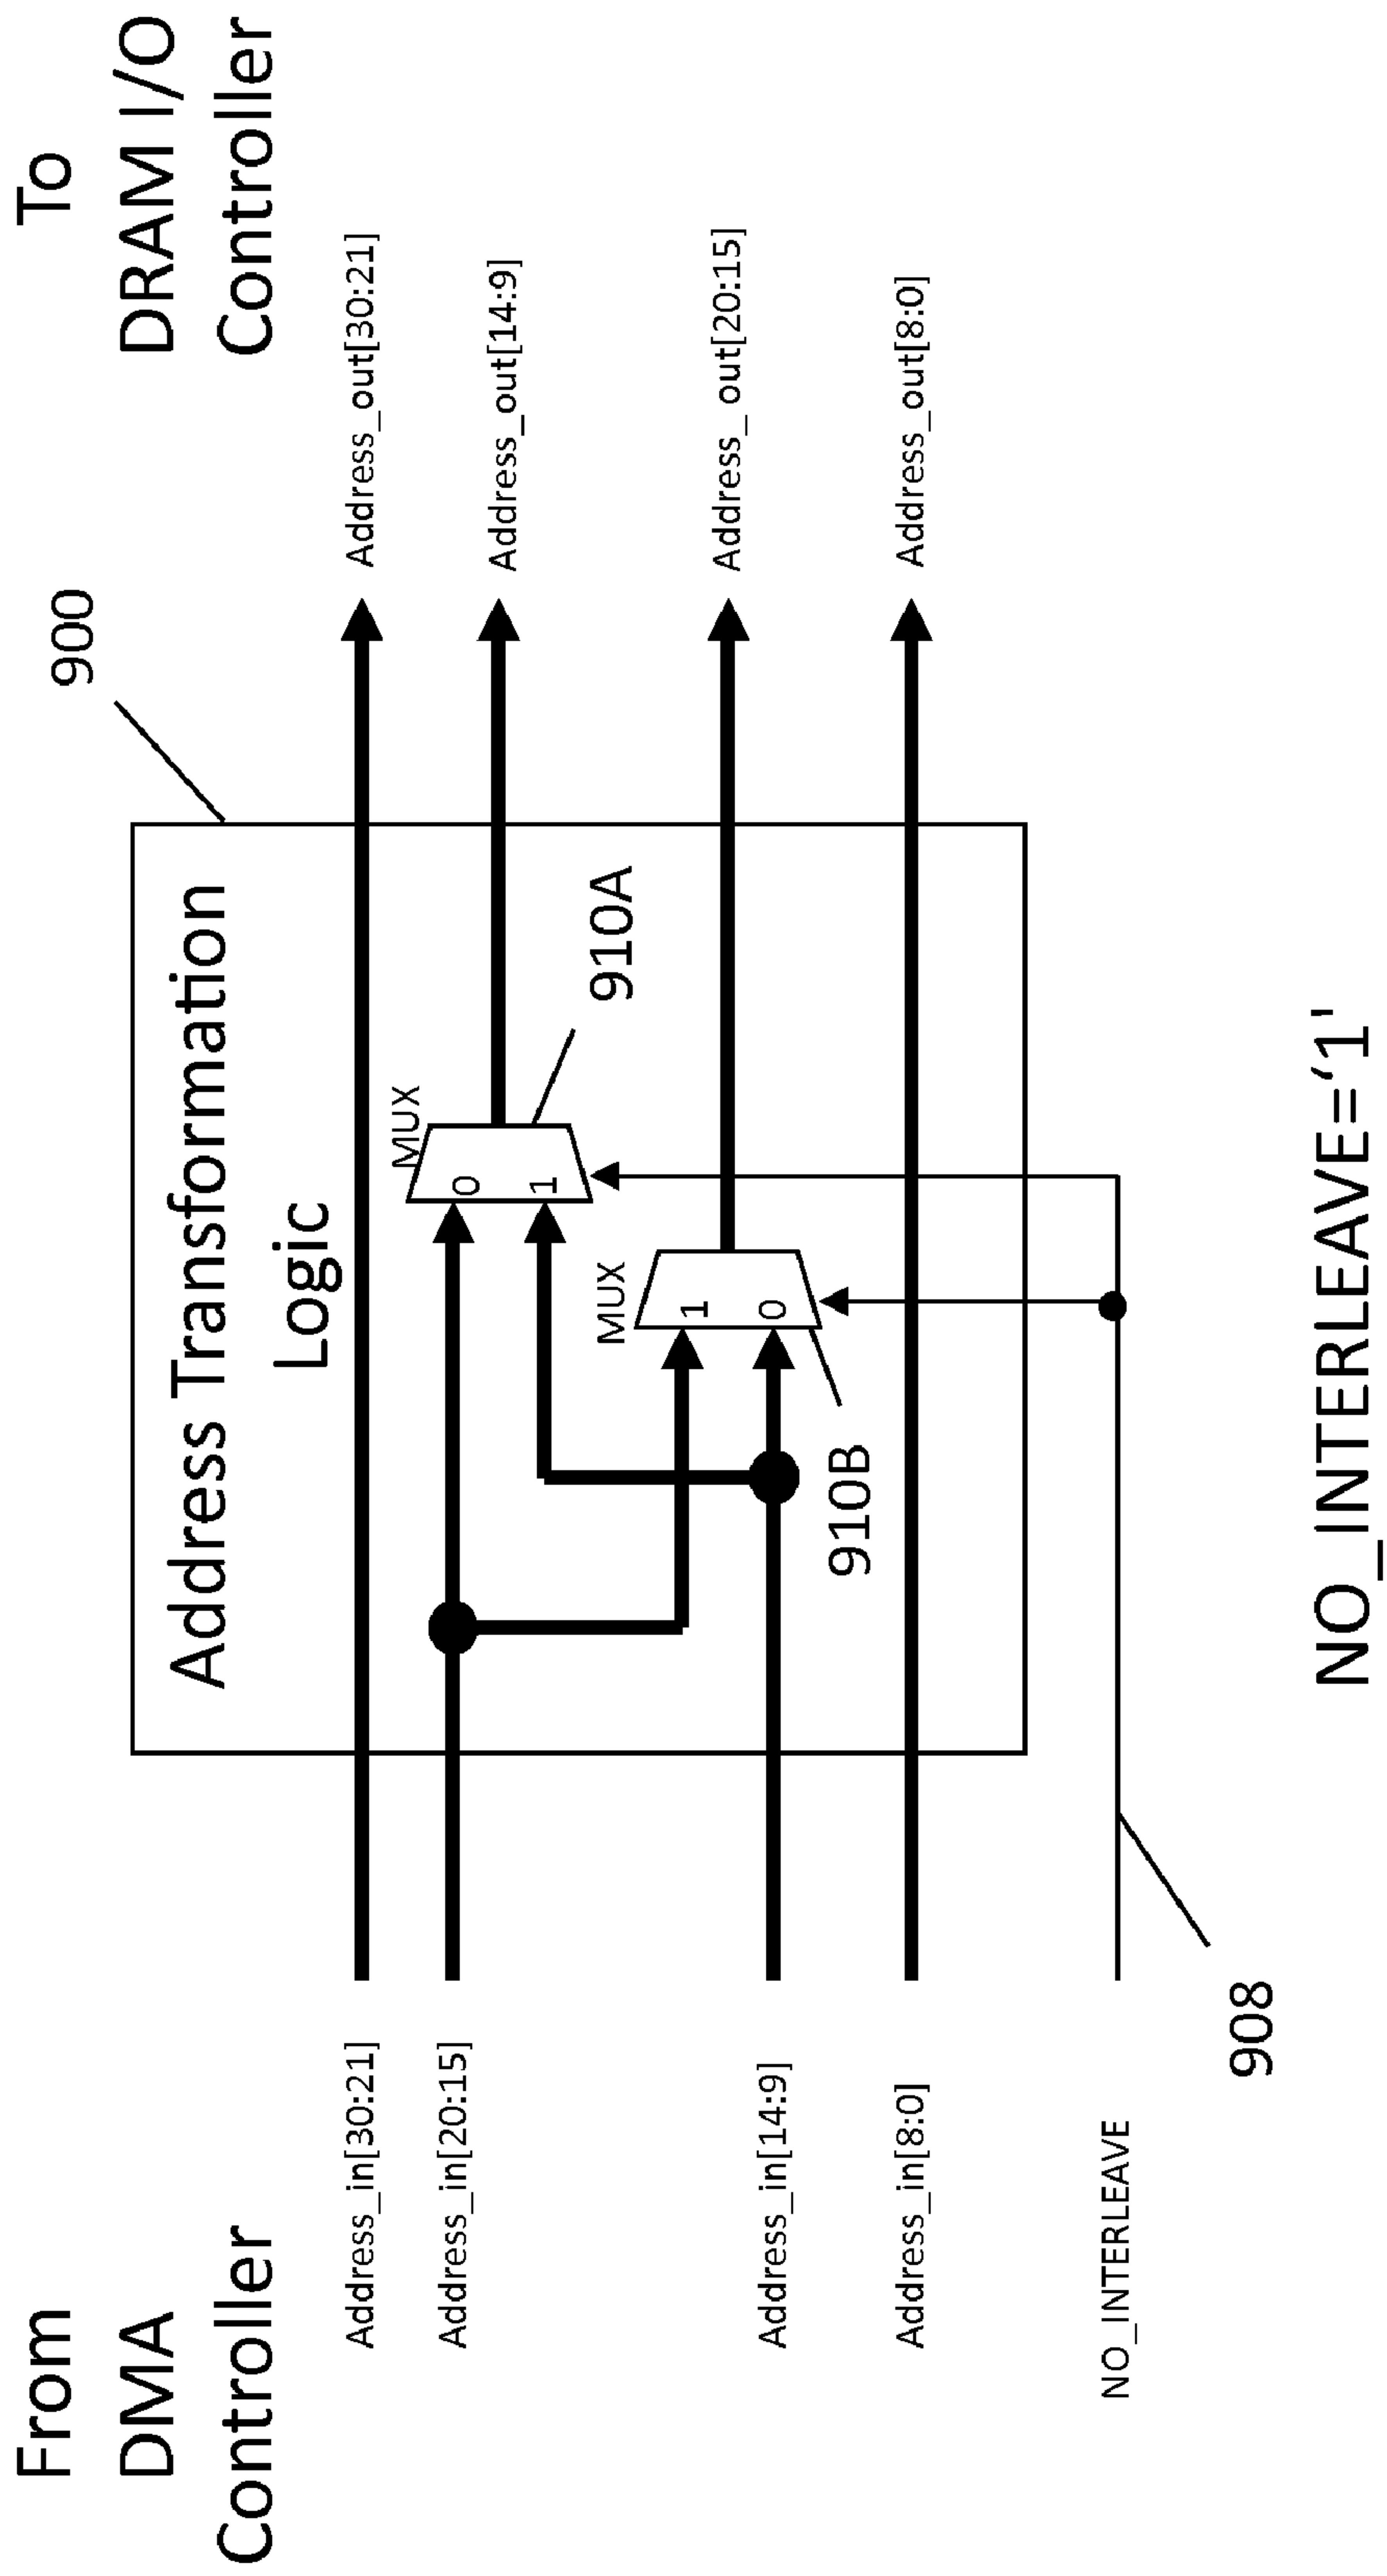 From
DMA
Controller
To
DRAM I/O
Controller
900
Address Transformation
Logic
Address_in[30:21]
Address_out[30:21]
Address_in[20:15]
MUX
0
1
Address_out[14:9]
910A
MUX
1
0
Address_out[20:15]
Address_in[14:9]
910B
Address_in[8:0]
Address_out[8:0]
NO_INTERLEAVE
908
NO_INTERLEAVE=‘1'